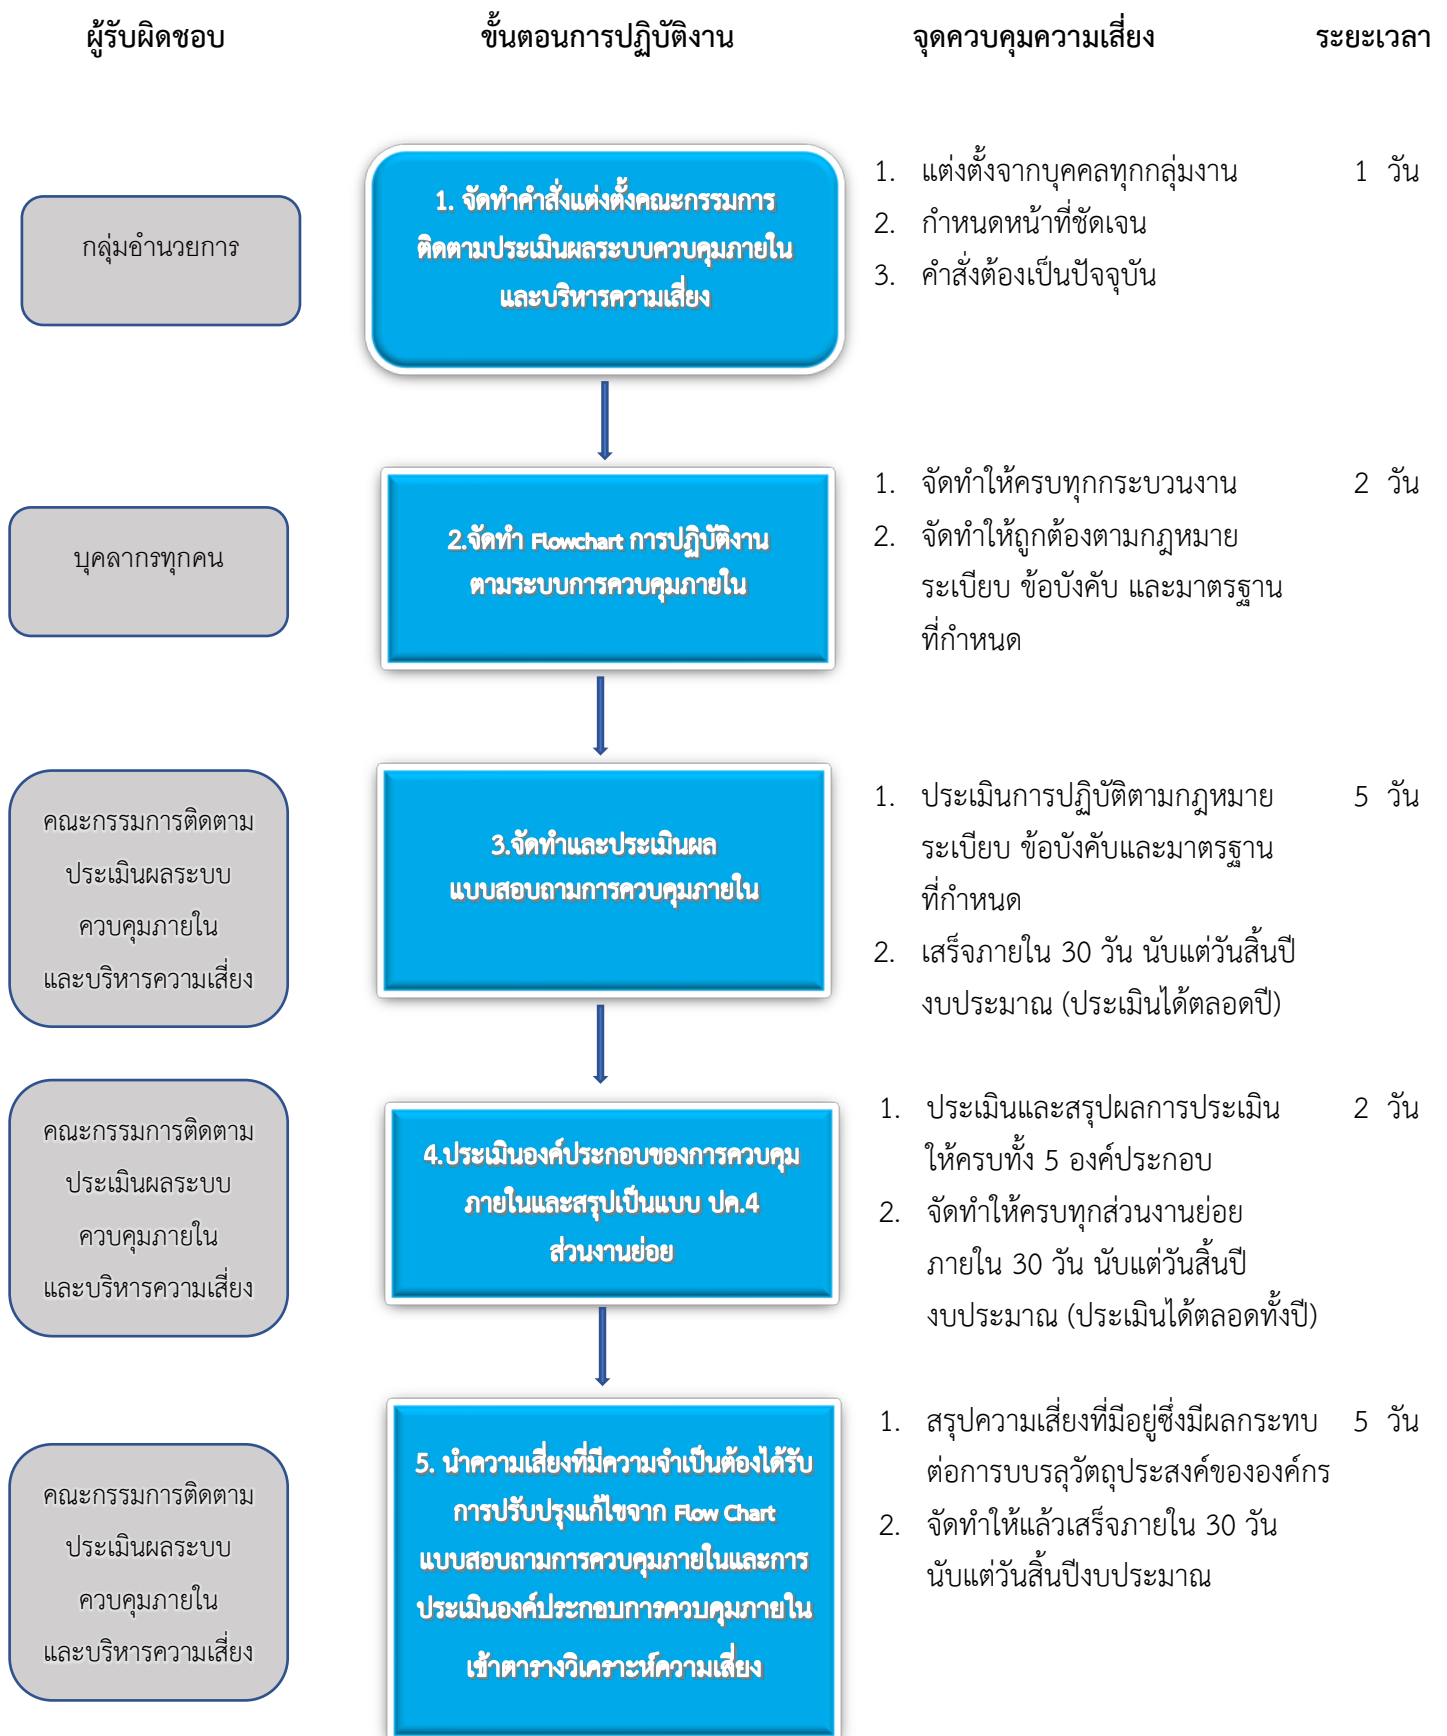 ผู้รับผิดชอบ ขั้นตอนการปฏิบัติงาน จุดควบคุมความเสี่ยง ระยะเวลา
กลุ่มอำนวยการ
1. จัดทำคำสั่งแต่งตั้งคณะกรรมการ
ติดตามประเมินผลระบบควบคุมภายใน
และบริหารความเสี่ยง
1. แต่งตั้งจากบุคคลทุกกลุ่มงาน
2. กำหนดหน้าที่ชัดเจน
3. คำสั่งต้องเป็นปัจจุบัน
1 วัน
บุคลากรทุกคน
2.จัดทำ Flowchart การปฏิบัติงาน
ตามระบบการควบคุมภายใน
1. จัดทำให้ครบทุกกระบวนงาน
2. จัดทำให้ถูกต้องตามกฎหมาย
ระเบียบ ข้อบังคับ และมาตรฐาน
ที่กำหนด
2 วัน
คณะกรรมการติดตาม
ประเมินผลระบบ
ควบคุมภายใน
และบริหารความเสี่ยง
3.จัดทำและประเมินผล
แบบสอบถามการควบคุมภายใน
1. ประเมินการปฏิบัติตามกฎหมาย
ระเบียบ ข้อบังคับและมาตรฐาน
ที่กำหนด
2. เสร็จภายใน 30 วัน นับแต่วันสิ้นปี
งบประมาณ (ประเมินได้ตลอดปี)
5 วัน
คณะกรรมการติดตาม
ประเมินผลระบบ
ควบคุมภายใน
และบริหารความเสี่ยง
4.ประเมินองค์ประกอบของการควบคุม
ภายในและสรุปเป็นแบบ ปค.4
ส่วนงานย่อย
1. ประเมินและสรุปผลการประเมิน
ให้ครบทั้ง 5 องค์ประกอบ
2. จัดทำให้ครบทุกส่วนงานย่อย
ภายใน 30 วัน นับแต่วันสิ้นปี
งบประมาณ (ประเมินได้ตลอดทั้งปี)
2 วัน
คณะกรรมการติดตาม
ประเมินผลระบบ
ควบคุมภายใน
และบริหารความเสี่ยง
5. นำความเสี่ยงที่มีความจำเป็นต้องได้รับ
การปรับปรุงแก้ไขจาก Flow Chart
แบบสอบถามการควบคุมภายในและการ
ประเมินองค์ประกอบการควบคุมภายใน
เข้าตารางวิเคราะห์ความเสี่ยง
1. สรุปความเสี่ยงที่มีอยู่ซึ่งมีผลกระทบ
ต่อการบบรลุวัตถุประสงค์ขององค์กร
2. จัดทำให้แล้วเสร็จภายใน 30 วัน
นับแต่วันสิ้นปีงบประมาณ
5 วัน